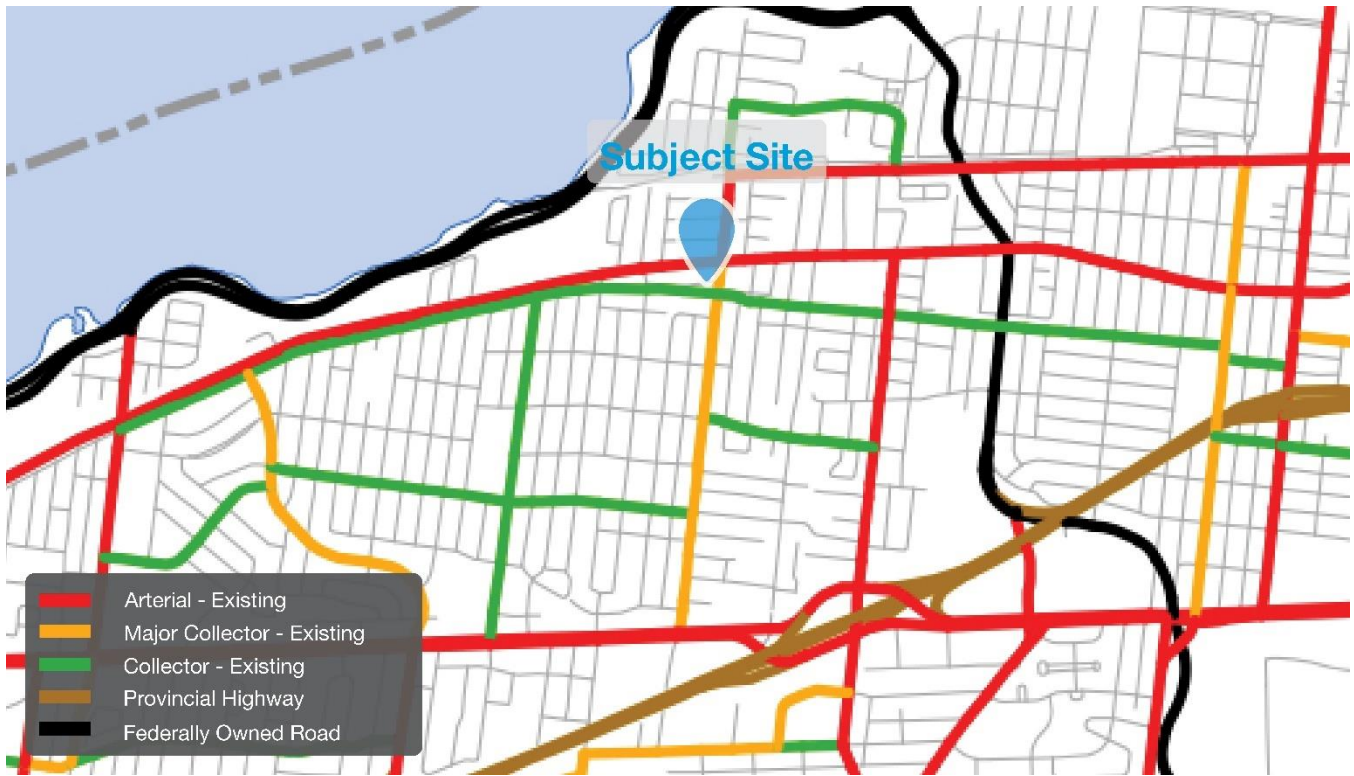 Subject Site
Arterial - Existing
Major Collector - Existing
Collector - Existing
Provincial Highway
Federally Owned Road